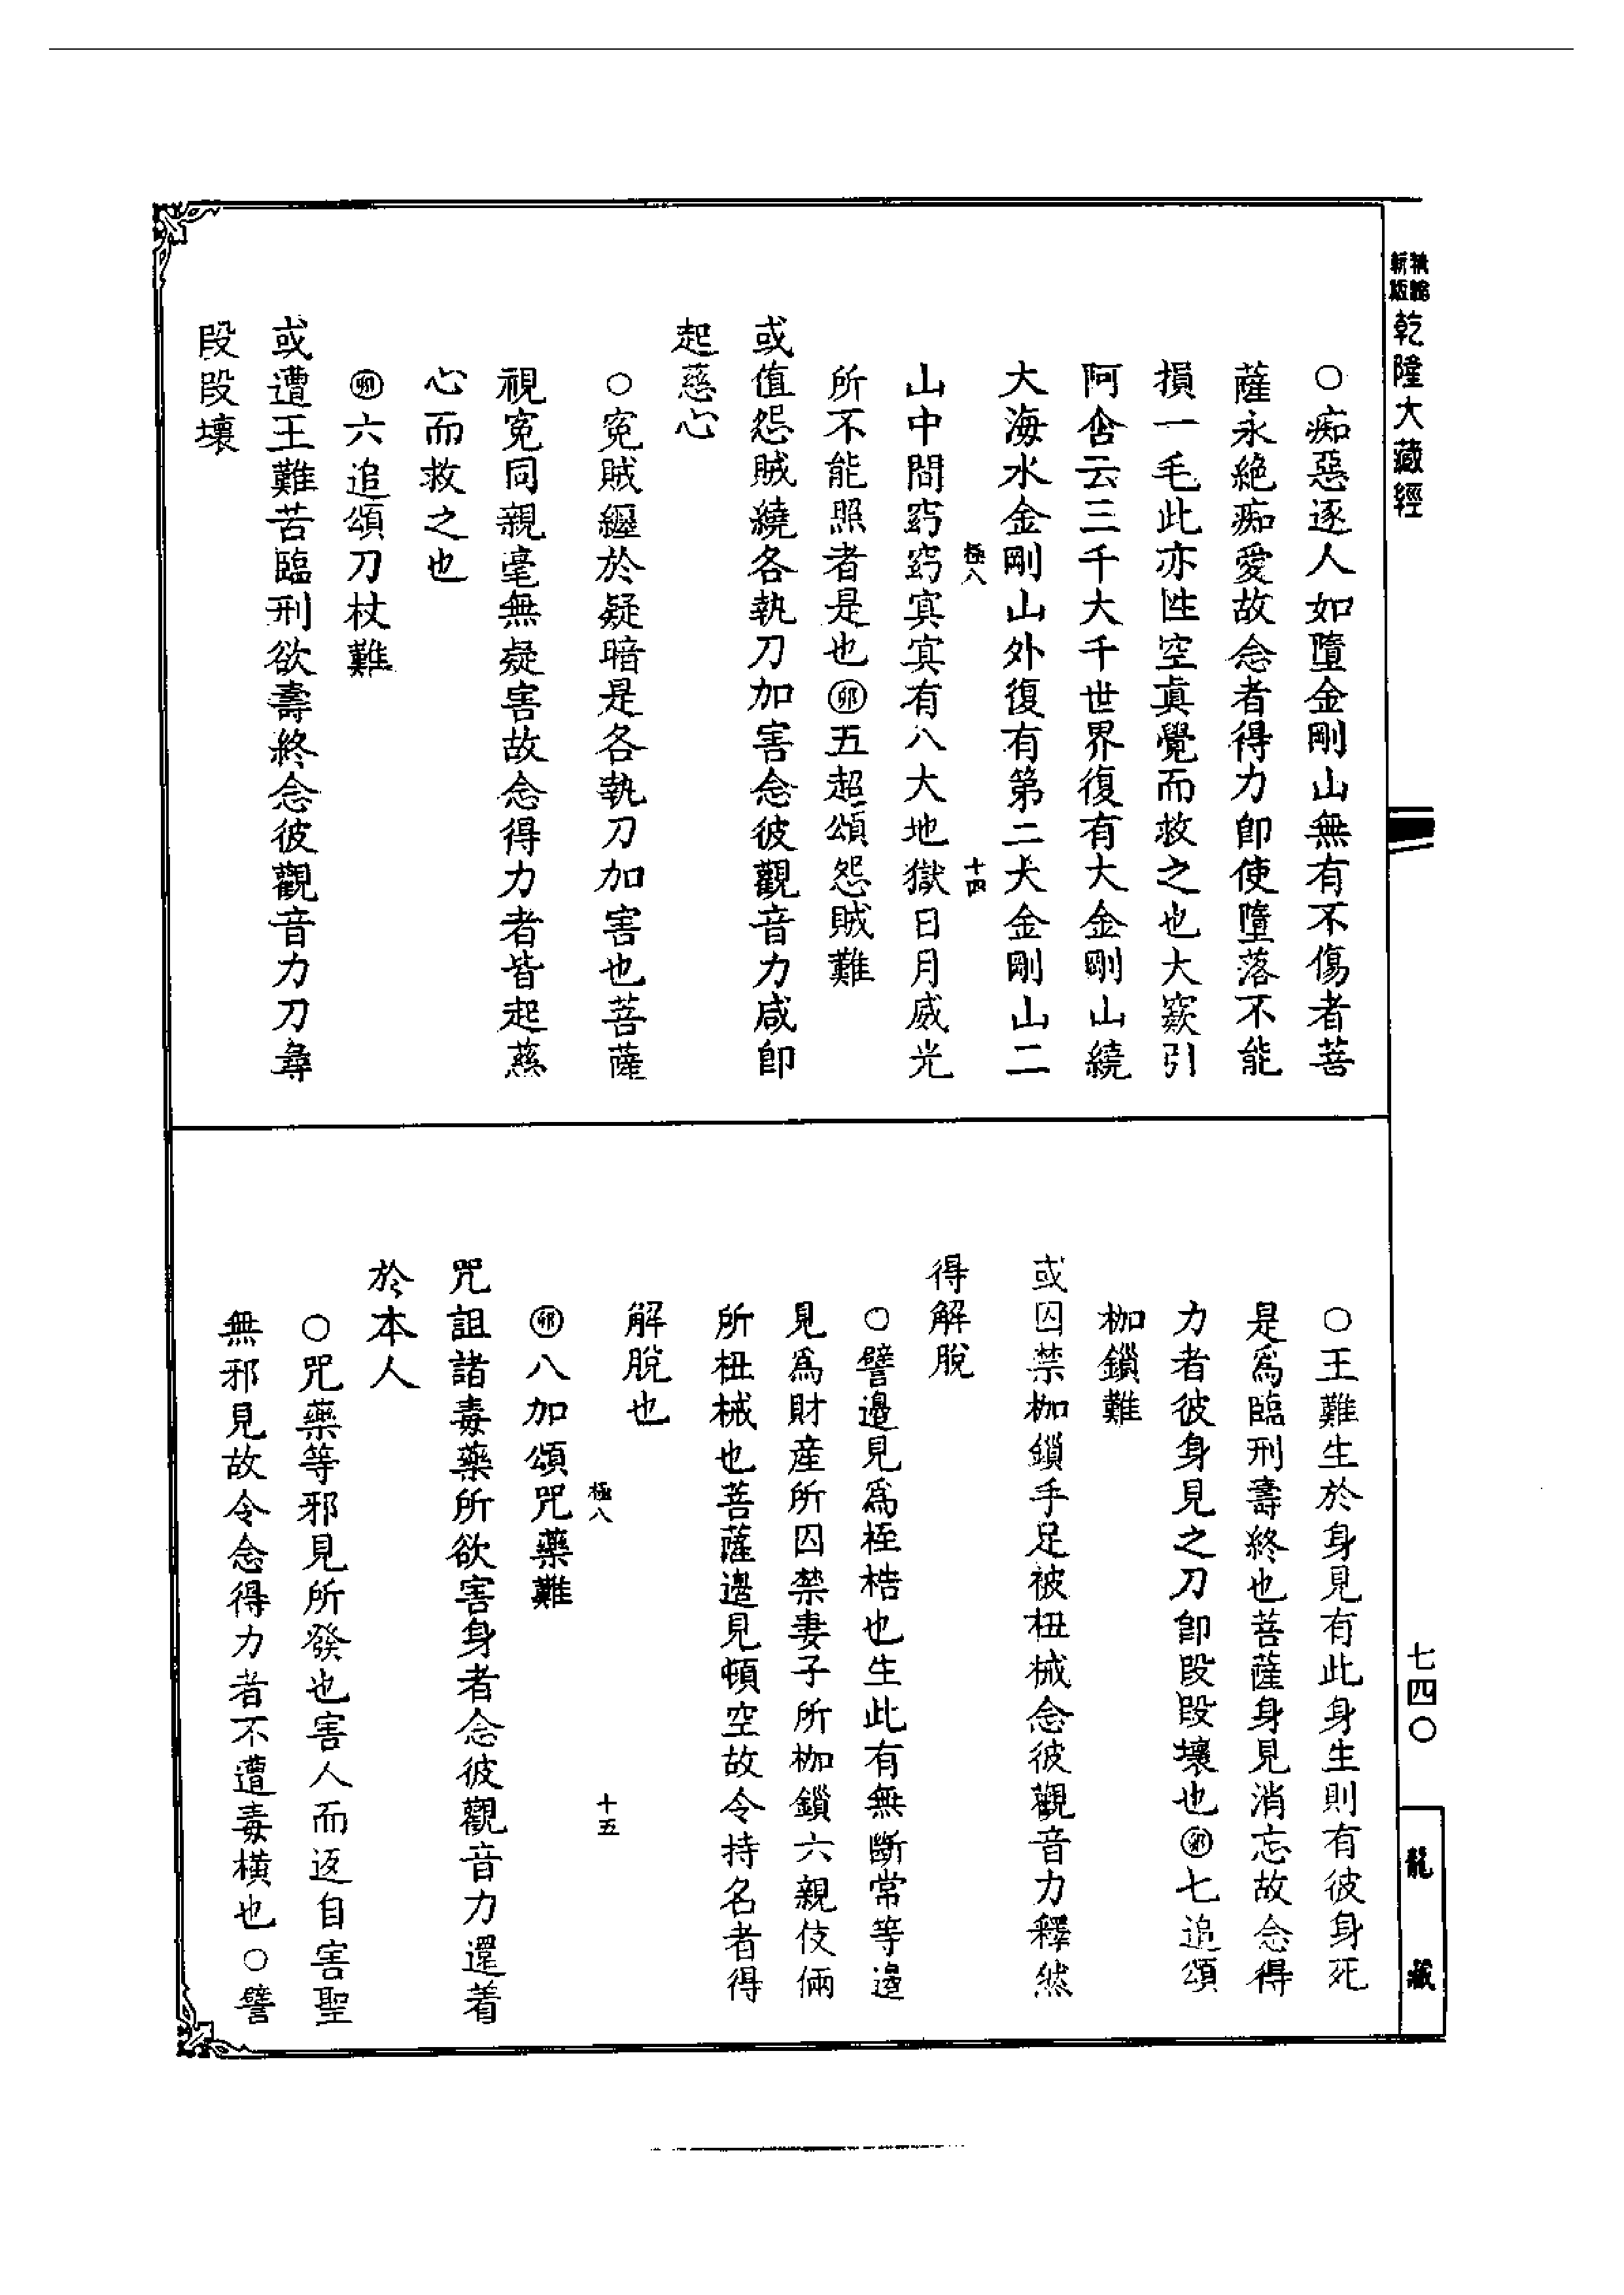 乾隆大藏經
○痴惡逐人如墮金剛山無有不傷者菩
薩永絕痴愛故念者得力卽使墮落不能
損一毛此亦性空眞覺而救之也大窾引
阿含云三千大千世界復有大金剛山繞
大海水金剛山外復有第二大金剛山二
山中間窈窈冥冥有八大地獄日月威光
極八
十四
所不能照者是也㊞五超頌怨賊難
或值怨賊繞各執刀加害念彼觀音力咸卽
起慈心
○寃賊纏於疑暗是各執刀加害也菩薩
視寃同親毫無疑害故念得力者皆起慈
心而救之也
卯六追頌刀杖難
或遭王難苦臨刑欲壽終念彼觀音力刀尋
段段壞
七四〇
龍藏
○王難生於身見有此身生則有彼身死
是爲臨刑壽終也菩薩身見消忘故念得
力者彼身見之刀卽段段壞也卯七追頌
枷鎖難
或囚禁枷鎖手足被杻械念彼觀音力釋然
得解脫
○譬邊見爲桎梏也生此有無斷常等邊
見爲財產所囚禁妻子所枷鎖六親伎倆
所杻械也菩薩邊見頓空故令持名者得
解脫也
極八
十五
卯八加頌咒藥難
咒詛諸毒藥所欲害身者念彼觀音力還着
於本人
○咒藥等邪見所發也害人而返自害聖
無邪見故令念得力者不遭毒橫也○譬